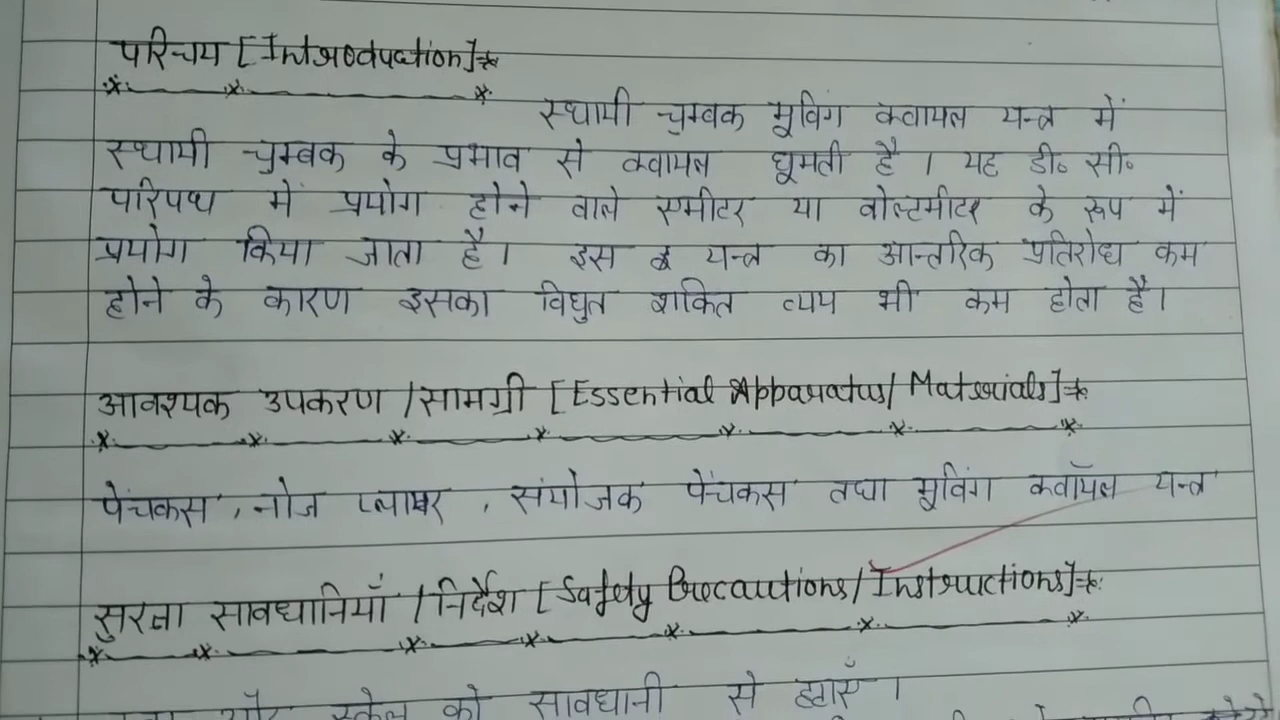 परिचय [Introduction]⇒
स्थायी चुम्बक मूविंग क्वायल यन्त्र में
स्थायी चुम्बक के प्रभाव से क्वायल घूमती है । यह डी॰ सी॰
परिपथ में प्रयोग होने वाले एमीटर या वोल्टमीटर के रूप में
प्रयोग किया जाता है। इस यन्त्र का आन्तरिक प्रतिरोध कम
होने के कारण इसका विधुत शक्ति व्यय भी कम होता है।
आवश्यक उपकरण /सामग्री [Essential Apparatus/ Materials]⇒
पेंचकस , नोज प्लायर , संयोजक पेंचकस तथा मूविंग क्वॉयल यन्त्र
सुरक्षा सावधानियाँ / निर्देश [Safety Precautions/ Instructions]⇒
और स्केल को सावधानी से हटाएँ ।